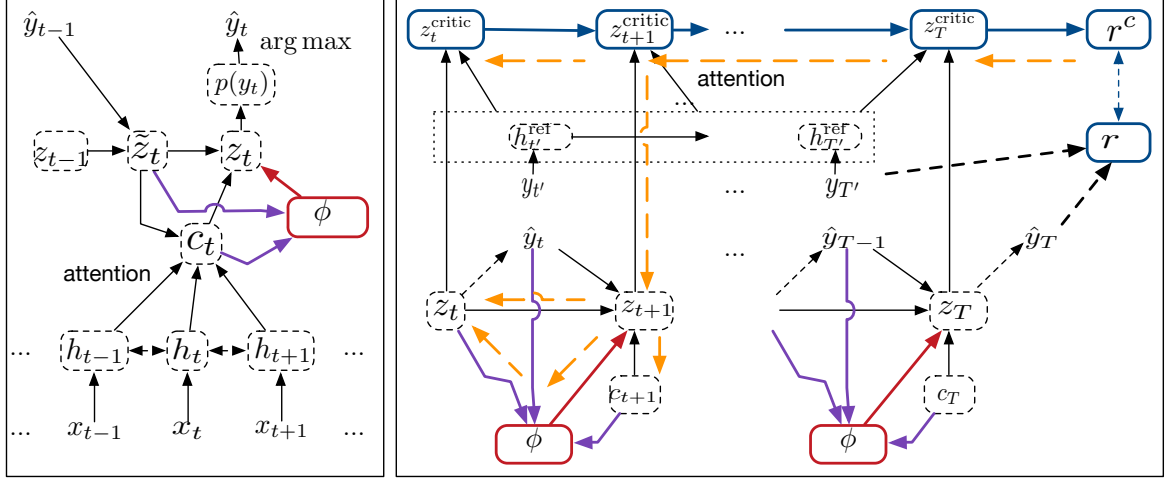 ŷ_{t−1}
ŷ_t
arg max
p(y_t)
z_{t−1}
z̃_t
z_t
ϕ
c_t
attention
... h_{t−1} h_t h_{t+1} ...
... x_{t−1} x_t x_{t+1} ...
z_t^{critic} z_{t+1}^{critic} ... z_T^{critic} r^c
attention
...
h_{t'}^{ref} h_{T'}^{ref} r
y_{t'} ... y_{T'}
ŷ_t ... ŷ_{T−1} ŷ_T
z_t z_{t+1} z_T
c_{t+1} c_T
ϕ ϕ